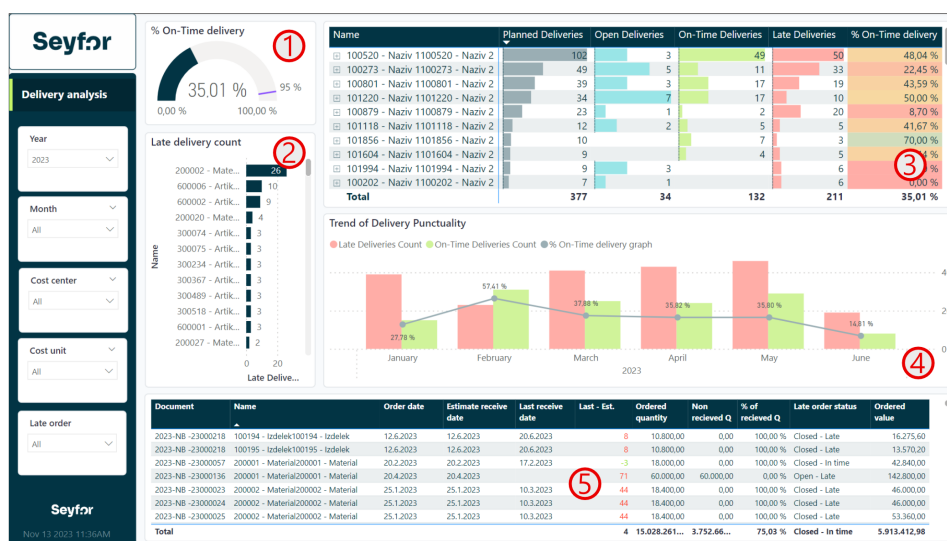 Seyfor
Delivery analysis
Year
2023
Month
All
Cost center
All
Cost unit
All
Late order
All
Seyfor
Nov 13 2023 11:36AM
% On-Time delivery
1
35,01 %
95 %
0,00 %
100,00 %
Late delivery count
2
Name
200002 - Mate... 26
600006 - Artik... 10
600002 - Artik... 9
200020 - Mate... 4
300074 - Artik... 3
300075 - Artik... 3
300234 - Artik... 3
300367 - Artik... 3
300489 - Artik... 3
300518 - Artik... 3
600001 - Artik... 3
200027 - Mate... 2
0 20
Late Delive...
Name Planned Deliveries Open Deliveries On-Time Deliveries Late Deliveries % On-Time delivery
100520 - Naziv 1100520 - Naziv 2 102 3 49 50 48,04 %
100273 - Naziv 1100273 - Naziv 2 49 5 11 33 22,45 %
100801 - Naziv 1100801 - Naziv 2 39 3 17 19 43,59 %
101220 - Naziv 1101220 - Naziv 2 34 7 17 10 50,00 %
100879 - Naziv 1100879 - Naziv 2 23 1 2 20 8,70 %
101118 - Naziv 1101118 - Naziv 2 12 2 5 5 41,67 %
101856 - Naziv 1101856 - Naziv 2 10 7 3 70,00 %
101604 - Naziv 1101604 - Naziv 2 9 4 5 %
101994 - Naziv 1101994 - Naziv 2 9 3 6 %
100202 - Naziv 1100202 - Naziv 2 7 1 6 0,00 %
Total 377 34 132 211 35,01 %
3
Trend of Delivery Punctuality
Late Deliveries Count On-Time Deliveries Count % On-Time delivery graph
27.78 %
57.41 %
37.88 %
35.82 %
35.80 %
14.81 %
4
2
0
January February March April May June
2023
4
Document Name Order date Estimate receive date Last receive date Last - Est. Ordered quantity Non recieved Q % of recieved Q Late order status Ordered value
2023-NB -23000218 100194 - Izdelek100194 - Izdelek 12.6.2023 12.6.2023 20.6.2023 8 10.800,00 0,00 100,00 % Closed - Late 16.275,60
2023-NB -23000218 100195 - Izdelek100195 - Izdelek 12.6.2023 12.6.2023 20.6.2023 8 10.800,00 0,00 100,00 % Closed - Late 13.570,20
2023-NB -23000057 200001 - Material200001 - Material 20.2.2023 20.2.2023 17.2.2023 -3 18.000,00 0,00 100,00 % Closed - In time 42.840,00
2023-NB -23000136 200001 - Material200001 - Material 20.4.2023 20.4.2023 71 60.000,00 60.000,00 0,00 % Open - Late 142.800,00
2023-NB -23000023 200002 - Material200002 - Material 25.1.2023 25.1.2023 10.3.2023 44 18.400,00 0,00 100,00 % Closed - Late 46.000,00
2023-NB -23000024 200002 - Material200002 - Material 25.1.2023 25.1.2023 10.3.2023 44 18.400,00 0,00 100,00 % Closed - Late 46.000,00
2023-NB -23000025 200002 - Material200002 - Material 25.1.2023 25.1.2023 10.3.2023 44 18.400,00 0,00 100,00 % Closed - Late 53.360,00
Total 4 15.028.261... 3.752.66... 75,03 % Closed - In time 5.913.412,98
5